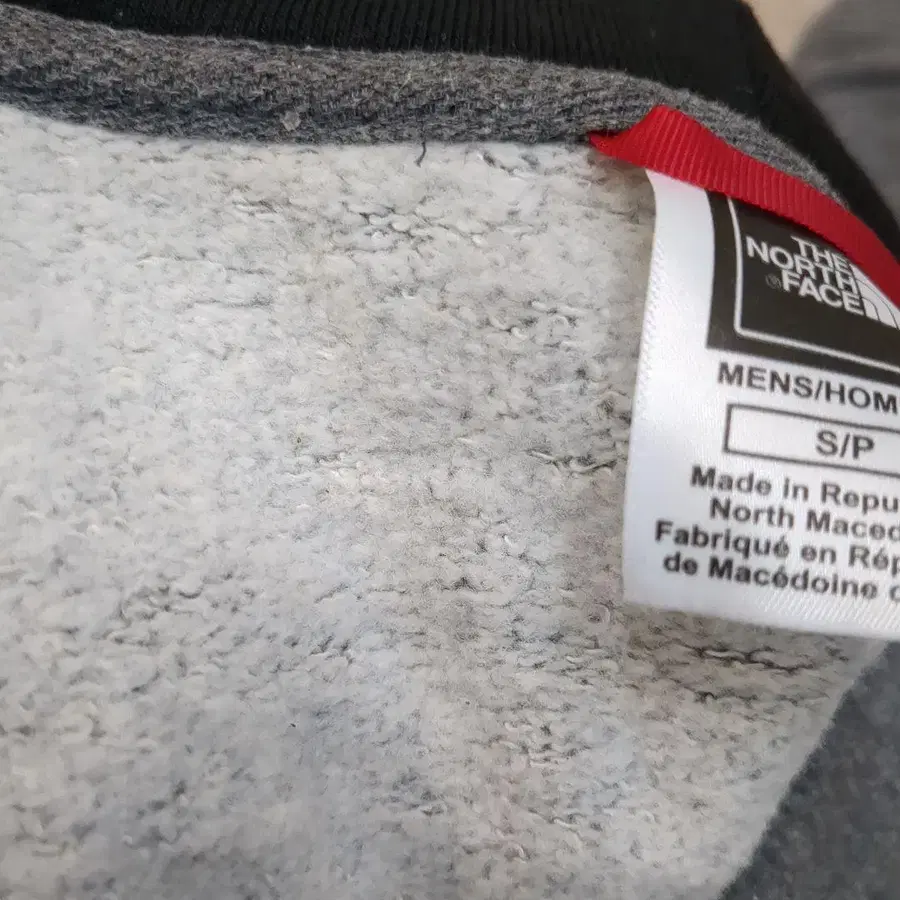 THE
NORTH
FACE
MENS/HOM
S/P
Made in Repu
North Maced
Fabriqué en Rép
de Macédoine